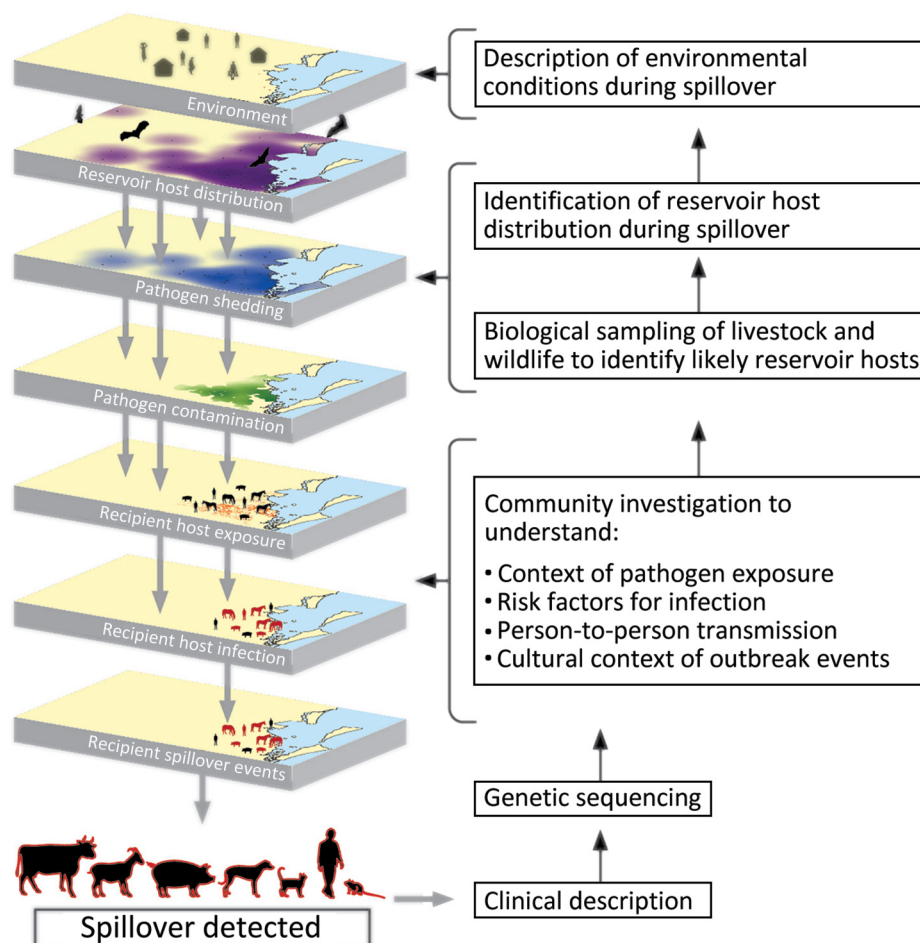 Environment
Reservoir host distribution
Pathogen shedding
Pathogen contamination
Recipient host exposure
Recipient host infection
Recipient spillover events
Spillover detected
Description of environmental
conditions during spillover
Identification of reservoir host
distribution during spillover
Biological sampling of livestock and
wildlife to identify likely reservoir hosts
Community investigation to
understand:
• Context of pathogen exposure
• Risk factors for infection
• Person-to-person transmission
• Cultural context of outbreak events
Genetic sequencing
Clinical description